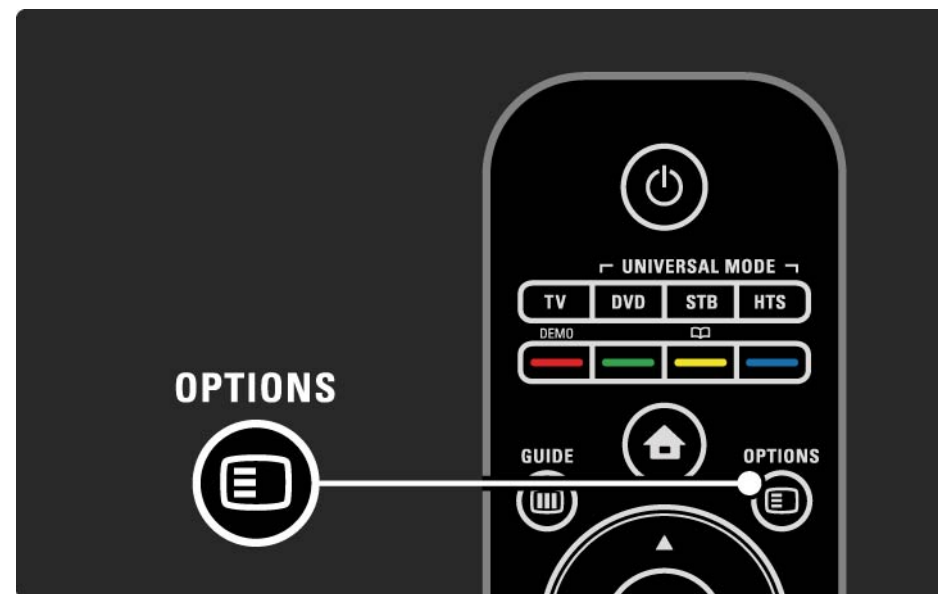 UNIVERSAL MODE
TV DVD STB HTS
DEMO
OPTIONS
GUIDE OPTIONS